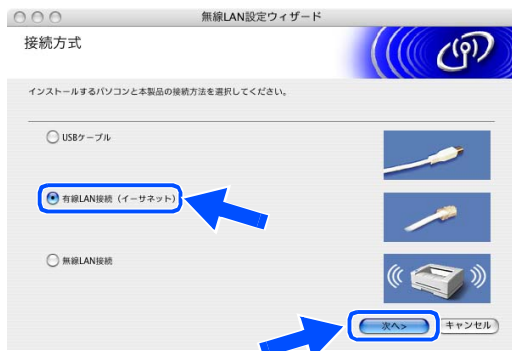 無線LAN設定ウィザード
接続方式
インストールするパソコンと本製品の接続方法を選択してください。
USBケーブル
有線LAN接続（イーサネット）
無線LAN接続
次へ>
キャンセル